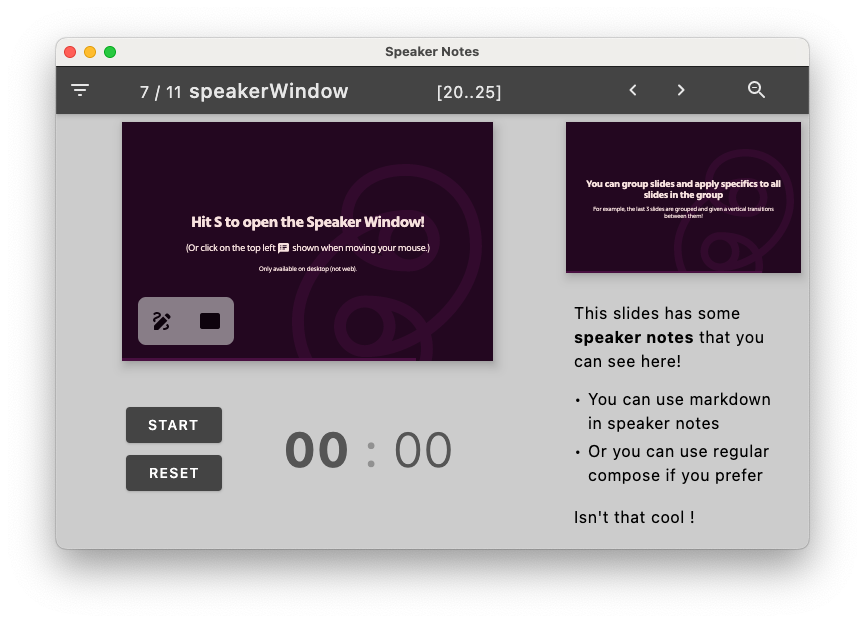 Speaker Notes
7 / 11 speakerWindow [20..25]
Hit S to open the Speaker Window!
(Or click on the top left shown when moving your mouse.)
Only available on desktop (not web).
You can group slides and apply specifics to all
slides in the group
For example, the last 3 slides are grouped and given a vertical transitions
between them!
This slides has some
speaker notes that you
can see here!
• You can use markdown
in speaker notes
• Or you can use regular
compose if you prefer
Isn't that cool !
START
RESET
00 : 00